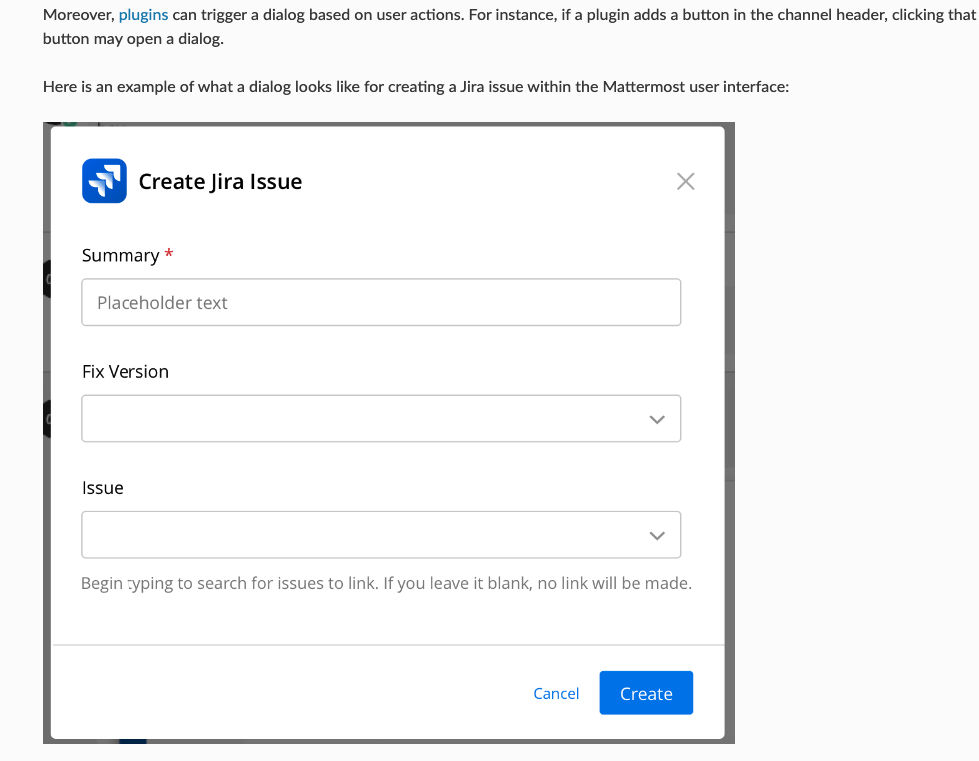 Moreover, plugins can trigger a dialog based on user actions. For instance, if a plugin adds a button in the channel header, clicking that
button may open a dialog.
Here is an example of what a dialog looks like for creating a Jira issue within the Mattermost user interface:
Create Jira Issue
Summary *
Placeholder text
Fix Version
Issue
Begin typing to search for issues to link. If you leave it blank, no link will be made.
Cancel
Create